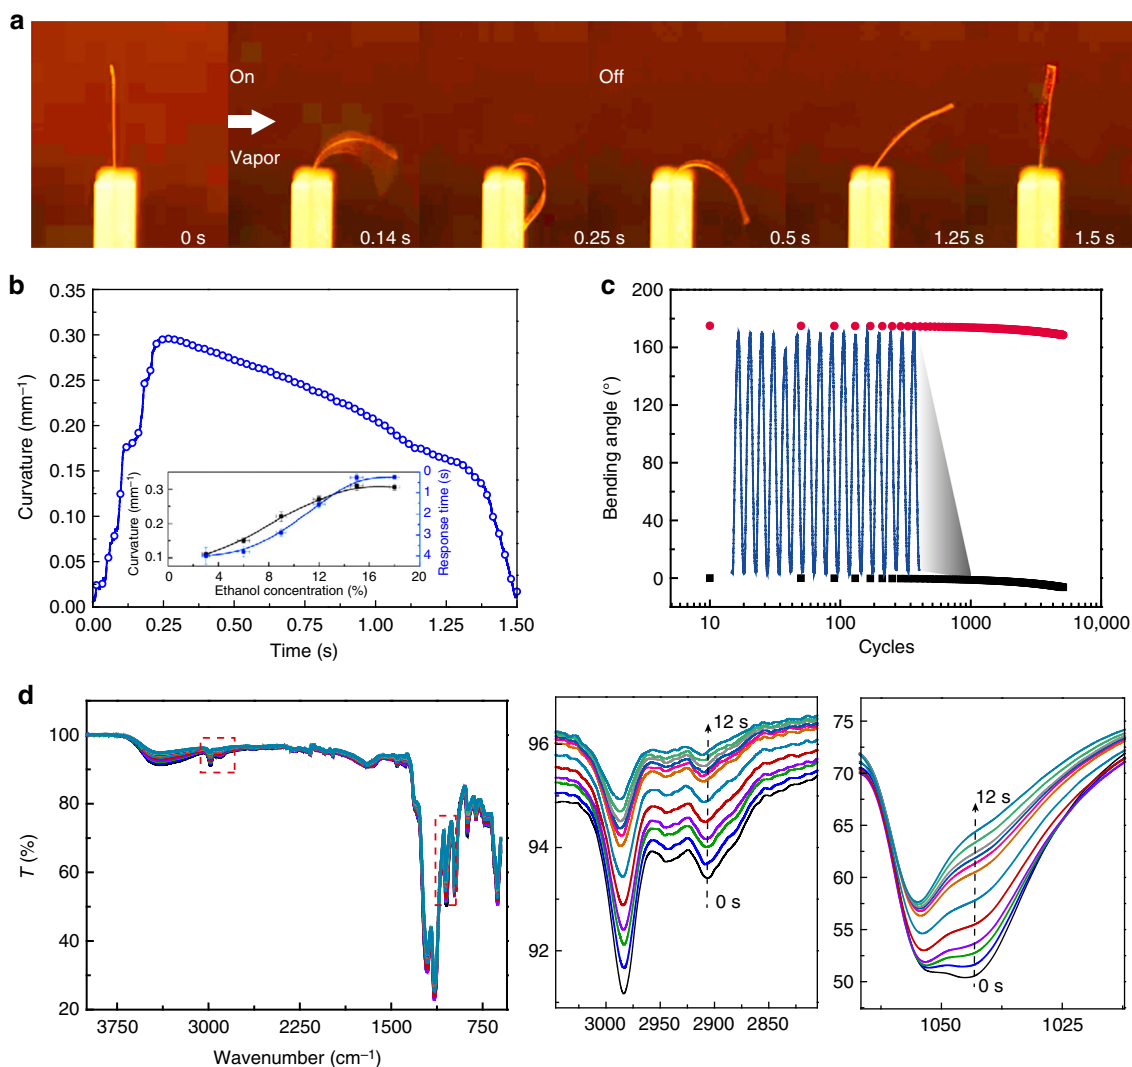 a
On
Off
Vapor
0 s
0.14 s
0.25 s
0.5 s
1.25 s
1.5 s
b
0.35
0.30
0.25
0.20
0.15
0.10
0.05
0.00
Curvature (mm⁻¹)
0.00 0.25 0.50 0.75 1.00 1.25 1.50
Time (s)
0.3
0.2
0.1
Curvature (mm⁻¹)
0
1
2
3
4
Response time (s)
0 4 8 12 16 20
Ethanol concentration (%)
c
200
160
120
80
40
0
Bending angle (°)
10 100 1000 10,000
Cycles
d
100
80
60
40
20
T (%)
3750 3000 2250 1500 750
Wavenumber (cm⁻¹)
96
94
92
12 s
0 s
3000 2950 2900 2850
75
70
65
60
55
50
12 s
0 s
1050 1025